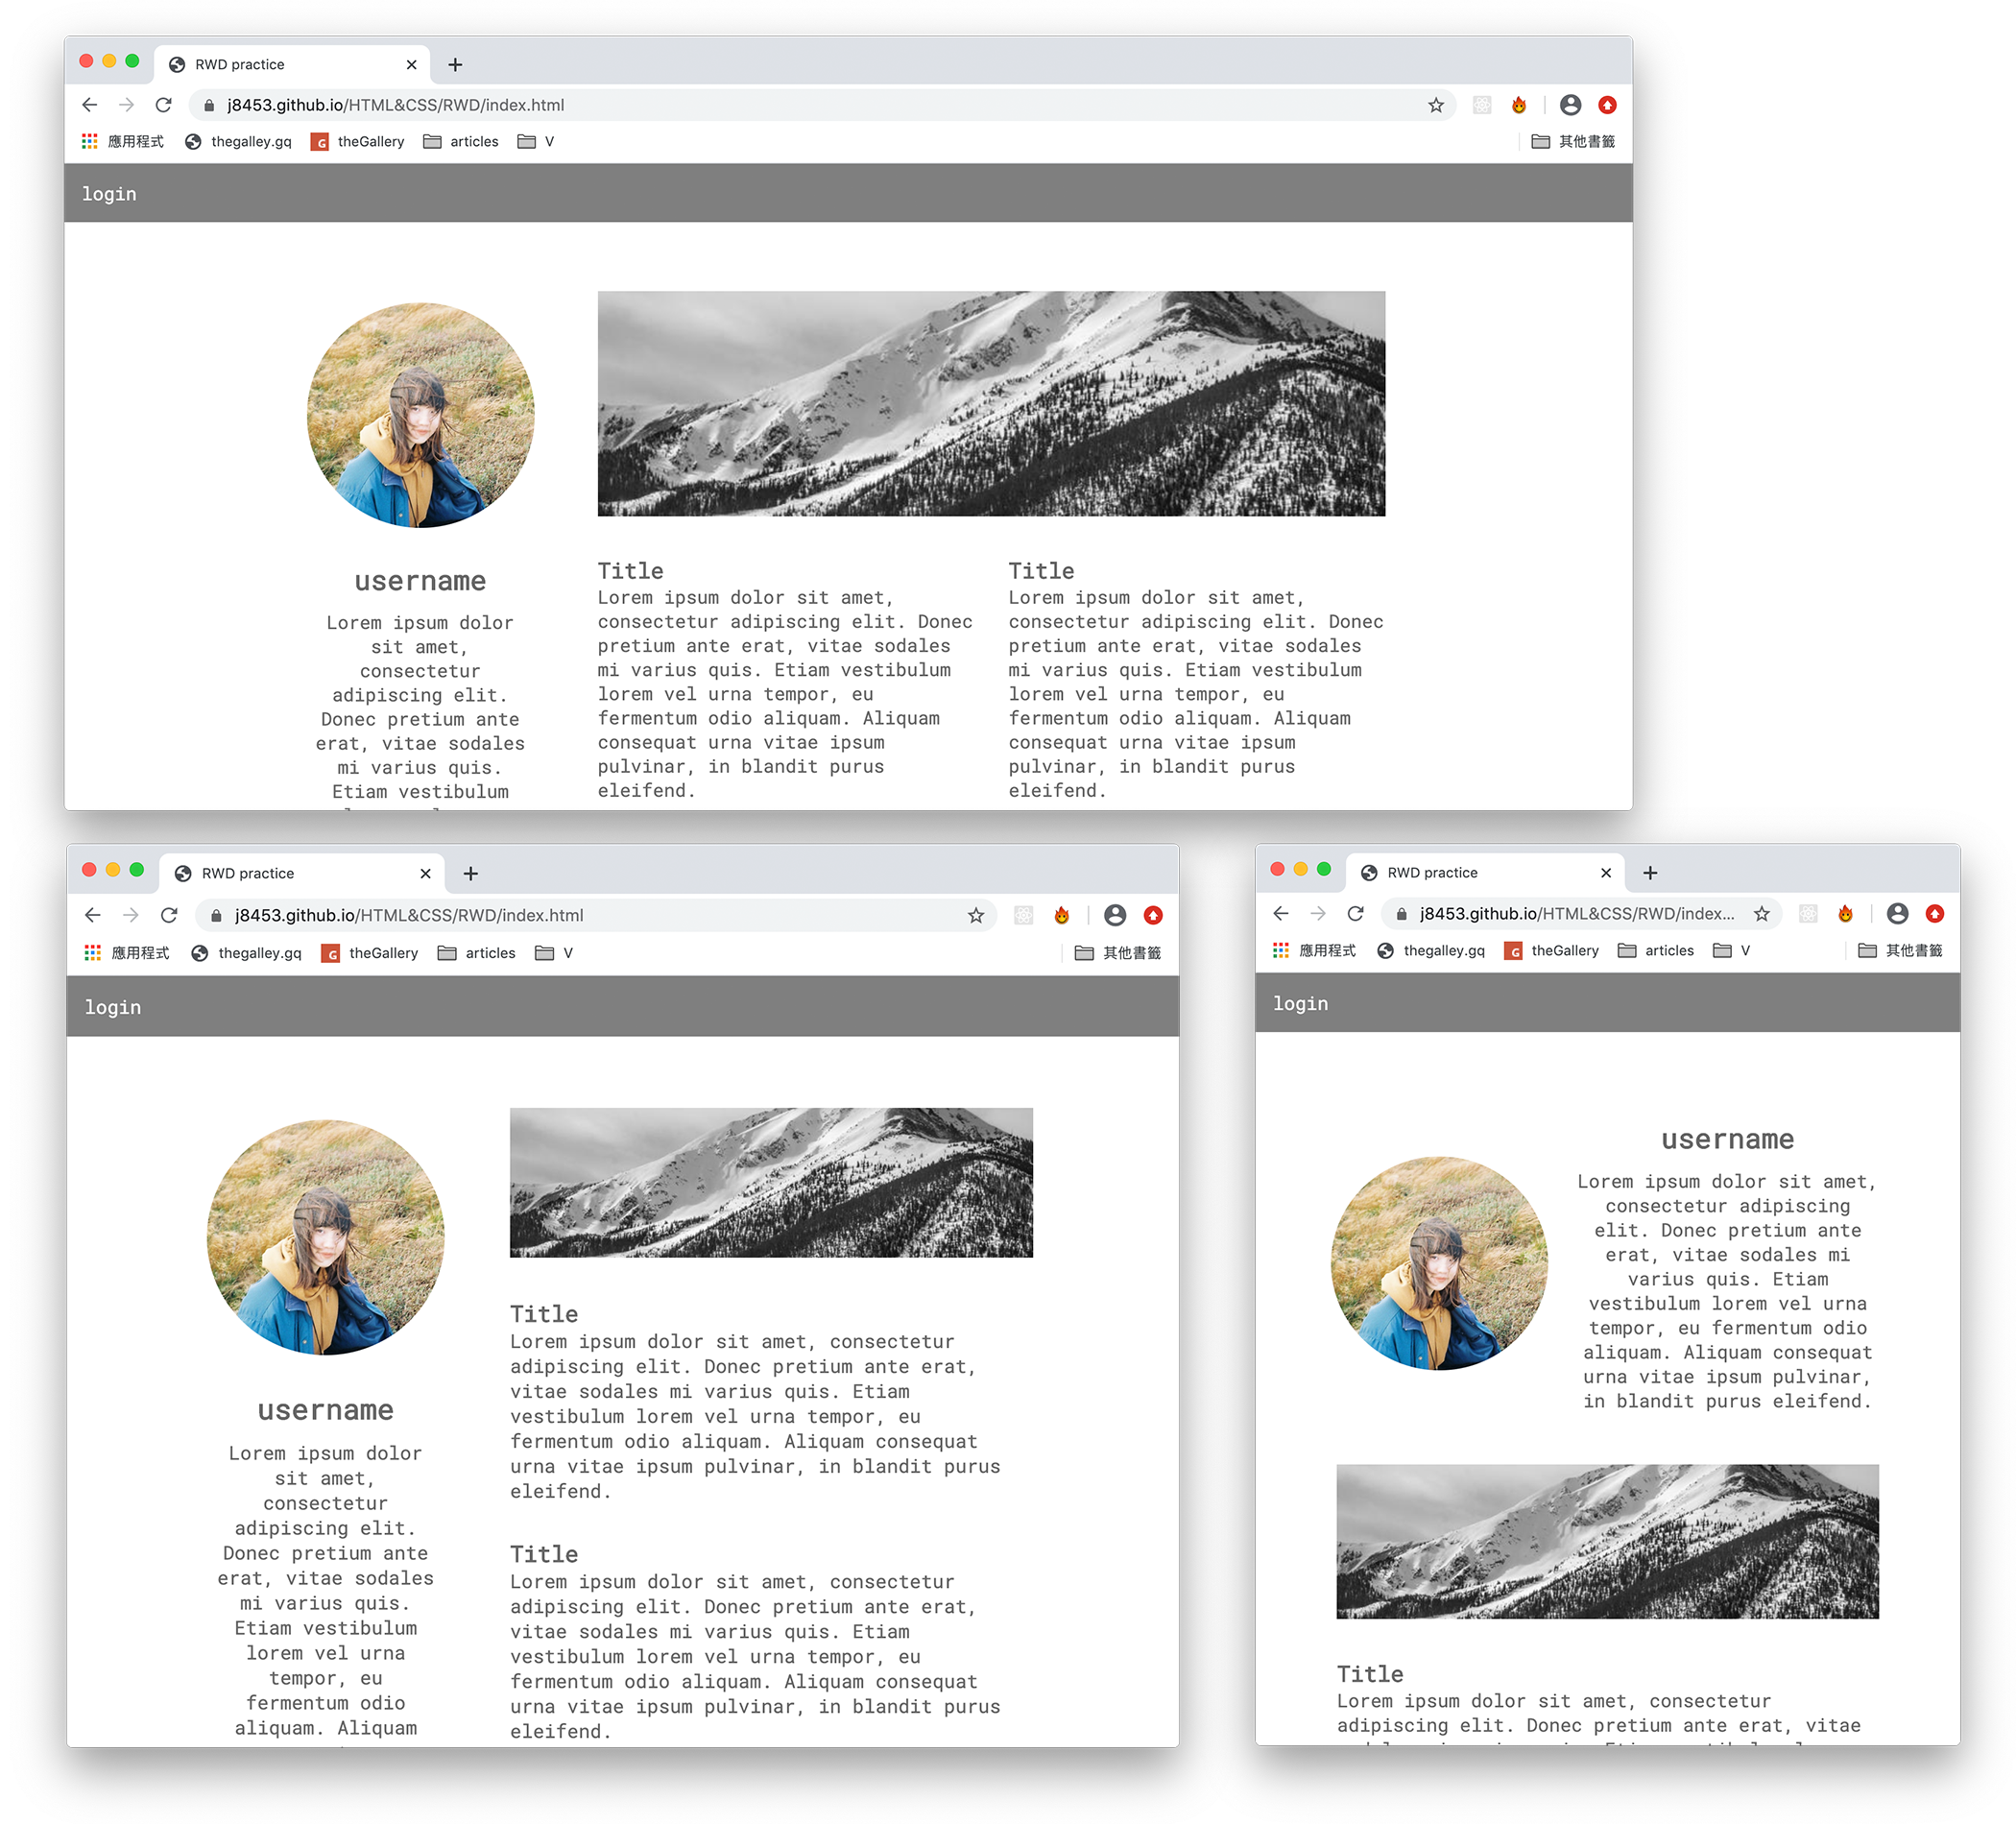 RWD practice
j8453.github.io/HTML&CSS/RWD/index.html
應用程式 thegalley.gq G theGallery articles V 其他書籤
login
username
Lorem ipsum dolor
sit amet,
consectetur
adipiscing elit.
Donec pretium ante
erat, vitae sodales
mi varius quis.
Etiam vestibulum
Title
Lorem ipsum dolor sit amet,
consectetur adipiscing elit. Donec
pretium ante erat, vitae sodales
mi varius quis. Etiam vestibulum
lorem vel urna tempor, eu
fermentum odio aliquam. Aliquam
consequat urna vitae ipsum
pulvinar, in blandit purus
eleifend.
Title
Lorem ipsum dolor sit amet,
consectetur adipiscing elit. Donec
pretium ante erat, vitae sodales
mi varius quis. Etiam vestibulum
lorem vel urna tempor, eu
fermentum odio aliquam. Aliquam
consequat urna vitae ipsum
pulvinar, in blandit purus
eleifend.
RWD practice
j8453.github.io/HTML&CSS/RWD/index.html
應用程式 thegalley.gq G theGallery articles V 其他書籤
login
username
Lorem ipsum dolor
sit amet,
consectetur
adipiscing elit.
Donec pretium ante
erat, vitae sodales
mi varius quis.
Etiam vestibulum
lorem vel urna
tempor, eu
fermentum odio
aliquam. Aliquam
Title
Lorem ipsum dolor sit amet, consectetur
adipiscing elit. Donec pretium ante erat,
vitae sodales mi varius quis. Etiam
vestibulum lorem vel urna tempor, eu
fermentum odio aliquam. Aliquam consequat
urna vitae ipsum pulvinar, in blandit purus
eleifend.
Title
Lorem ipsum dolor sit amet, consectetur
adipiscing elit. Donec pretium ante erat,
vitae sodales mi varius quis. Etiam
vestibulum lorem vel urna tempor, eu
fermentum odio aliquam. Aliquam consequat
urna vitae ipsum pulvinar, in blandit purus
eleifend.
RWD practice
j8453.github.io/HTML&CSS/RWD/index...
應用程式 thegalley.gq G theGallery articles V 其他書籤
login
username
Lorem ipsum dolor sit amet,
consectetur adipiscing
elit. Donec pretium ante
erat, vitae sodales mi
varius quis. Etiam
vestibulum lorem vel urna
tempor, eu fermentum odio
aliquam. Aliquam consequat
urna vitae ipsum pulvinar,
in blandit purus eleifend.
Title
Lorem ipsum dolor sit amet, consectetur
adipiscing elit. Donec pretium ante erat, vitae